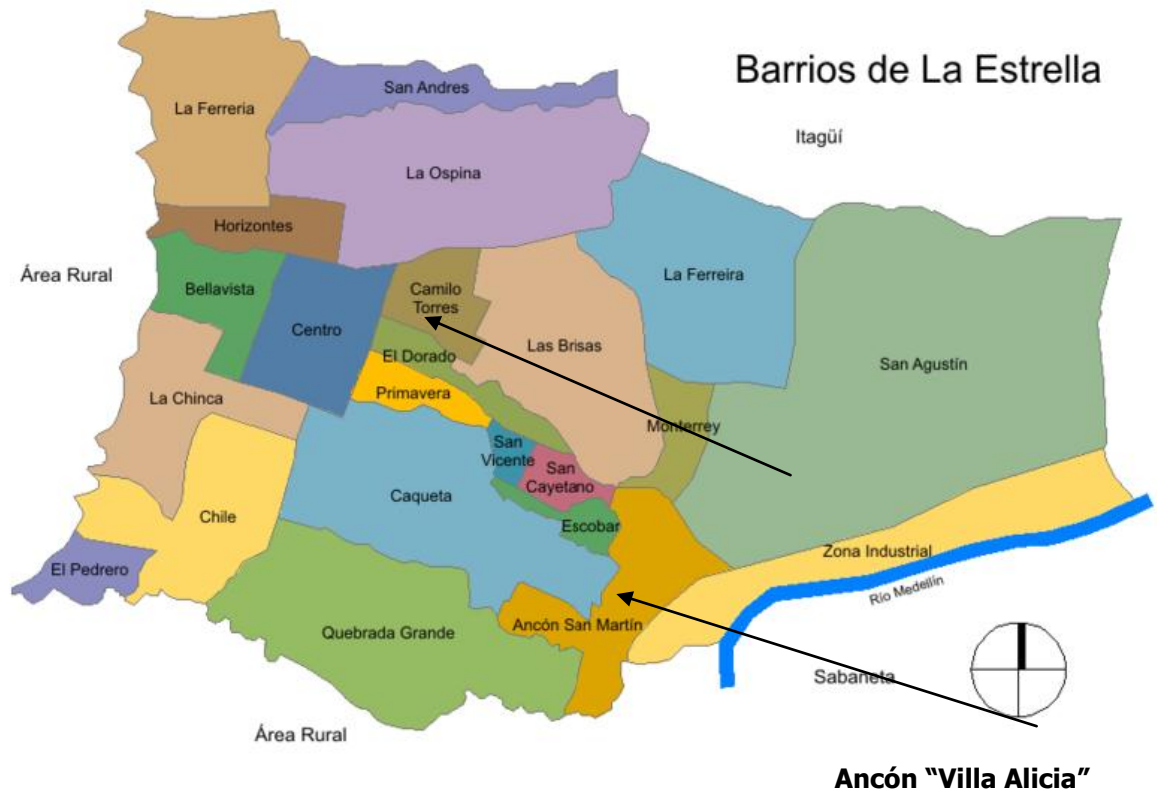 Barrios de La Estrella
San Andres
La Ferreria
Itagüí
La Ospina
Horizontes
Área Rural
La Ferreira
Bellavista
Camilo
Torres
Centro
Las Brisas
El Dorado
San Agustín
Primavera
La Chinca
Monterrey
San
Vicente
San
Cayetano
Caqueta
Chile
Escobar
Zona Industrial
El Pedrero
Río Medellín
Ancón San Martín
Quebrada Grande
Sabaneta
Área Rural
Ancón “Villa Alicia”